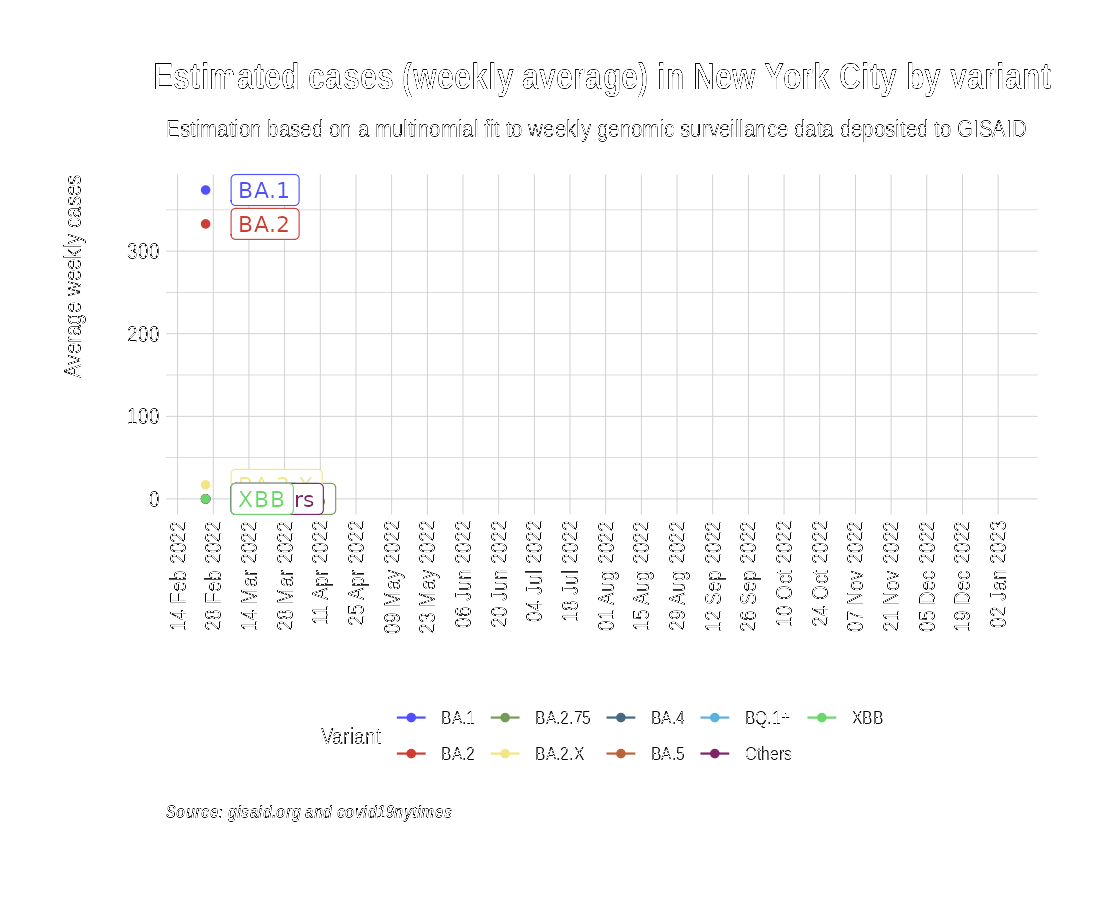 Estimated cases (weekly average) in New York City by variant
Estimation based on a multinomial fit to weekly genomic surveillance data deposited to GISAID
Average weekly cases
BA.1
BA.2
300
200
100
0
XBB
rs
14 Feb 2022
28 Feb 2022
14 Mar 2022
28 Mar 2022
11 Apr 2022
25 Apr 2022
09 May 2022
23 May 2022
06 Jun 2022
20 Jun 2022
04 Jul 2022
18 Jul 2022
01 Aug 2022
15 Aug 2022
29 Aug 2022
12 Sep 2022
26 Sep 2022
10 Oct 2022
24 Oct 2022
07 Nov 2022
21 Nov 2022
05 Dec 2022
19 Dec 2022
02 Jan 2023
Variant
BA.1 BA.2.75 BA.4 BQ.1+ XBB
BA.2 BA.2.X BA.5 Others
Source: gisaid.org and covid19nytimes